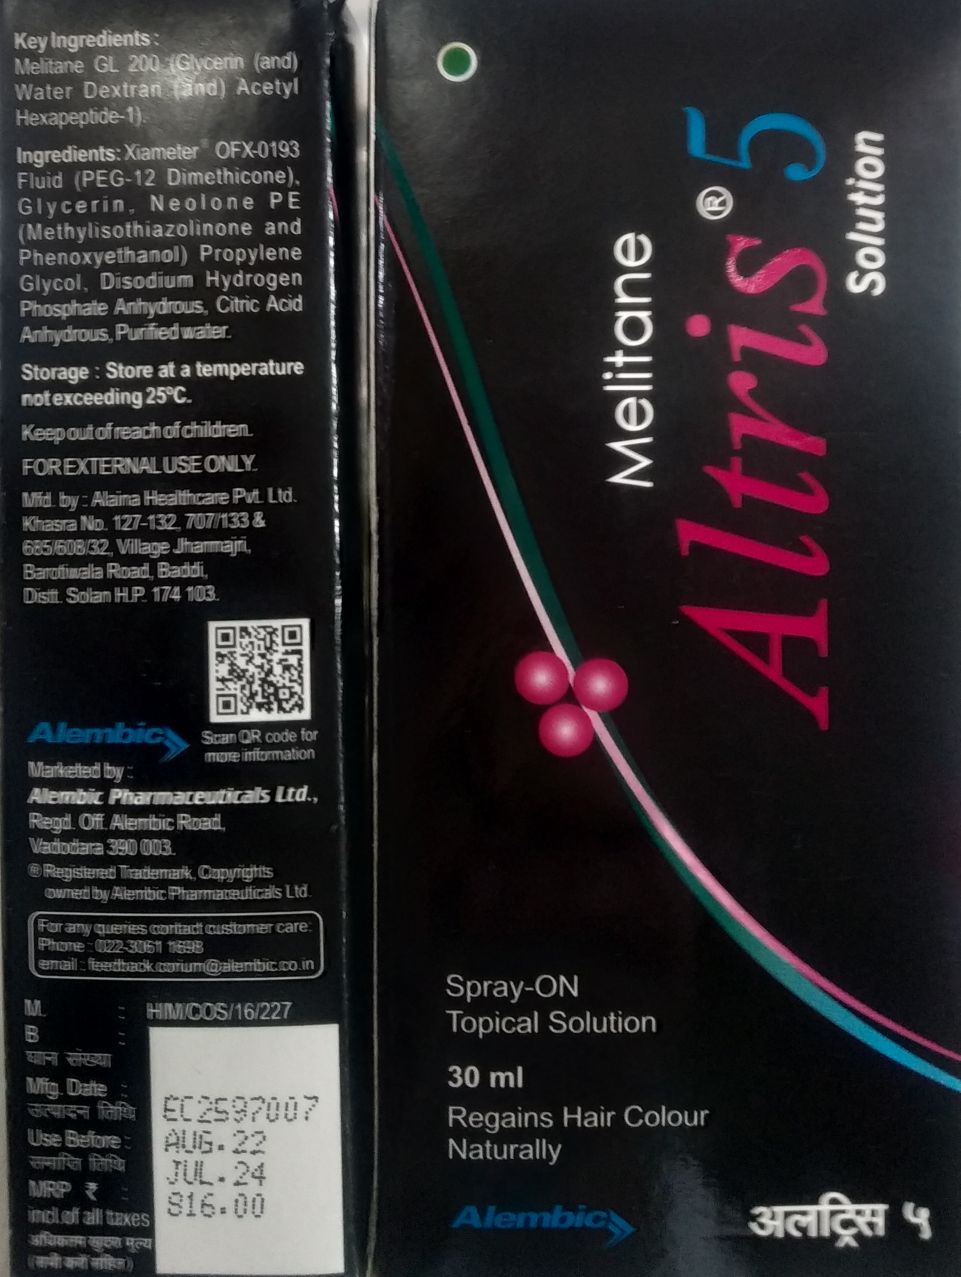 Key Ingredients :
Melitane GL 200 (Glycerin (and)
Water Dextran (and) Acetyl
Hexapeptide-1).
Ingredients: Xiameter® OFX-0193
Fluid (PEG-12 Dimethicone),
Glycerin, Neolone PE
(Methylisothiazolinone and
Phenoxyethanol) Propylene
Glycol, Disodium Hydrogen
Phosphate Anhydrous, Citric Acid
Anhydrous, Purified water.
Storage : Store at a temperature
not exceeding 25°C.
Keep out of reach of children.
FOR EXTERNAL USE ONLY.
Mfd. by : Alaina Healthcare Pvt. Ltd.
Khasra No. 127-132, 707/133 &
685/608/32, Village Jharmajri,
Barotiwala Road, Baddi,
Distt. Solan H.P. 174 103.
Alembic
Scan QR code for
more information
Marketed by :
Alembic Pharmaceuticals Ltd.,
Regd. Off. Alembic Road,
Vadodara 390 003.
® Registered Trademark, Copyrights
owned by Alembic Pharmaceuticals Ltd.
For any queries contact customer care:
Phone : 022-3061 1698
email : feedback.corium@alembic.co.in
M. : HIM/COS/16/227
B :
घान संख्या
EC2597007
Mfg. Date :
उत्पादन तिथि
AUG.22
Use Before :
समाप्ति तिथि
JUL.24
MRP ₹ :
816.00
incl.of all taxes
अधिकतम खुदरा मूल्य
(सभी करों सहित)
Melitane
Altris® 5
Solution
Spray-ON
Topical Solution
30 ml
Regains Hair Colour
Naturally
Alembic
अलट्रिस ५